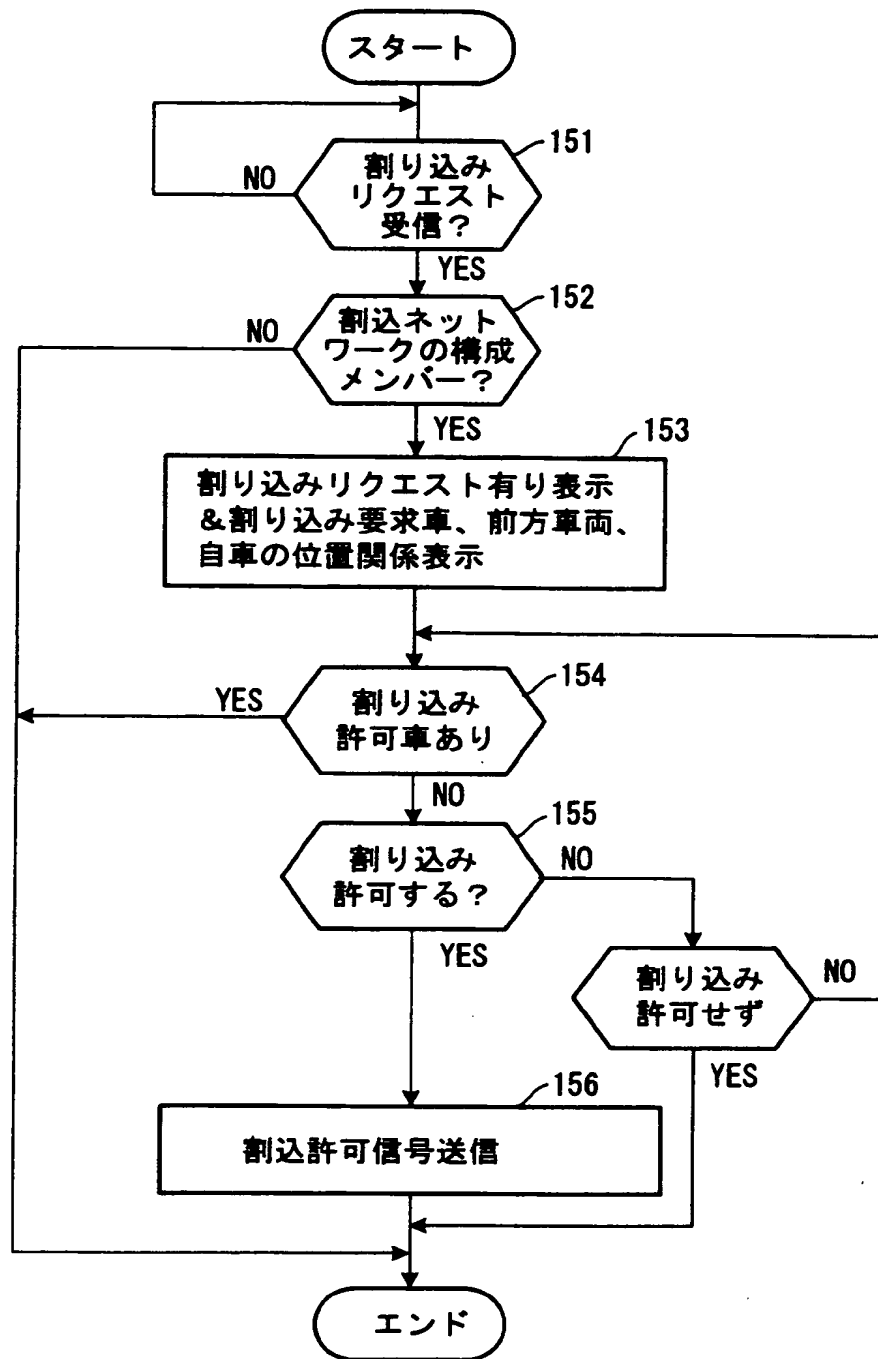 スタート
151
割り込み
リクエスト
受信？
NO
YES
152
割込ネット
ワークの構成
メンバー？
NO
YES
153
割り込みリクエスト有り表示
＆割り込み要求車、前方車両、
自車の位置関係表示
154
割り込み
許可車あり
YES
NO
155
割り込み
許可する？
NO
YES
割り込み
許可せず
NO
YES
156
割込許可信号送信
エンド